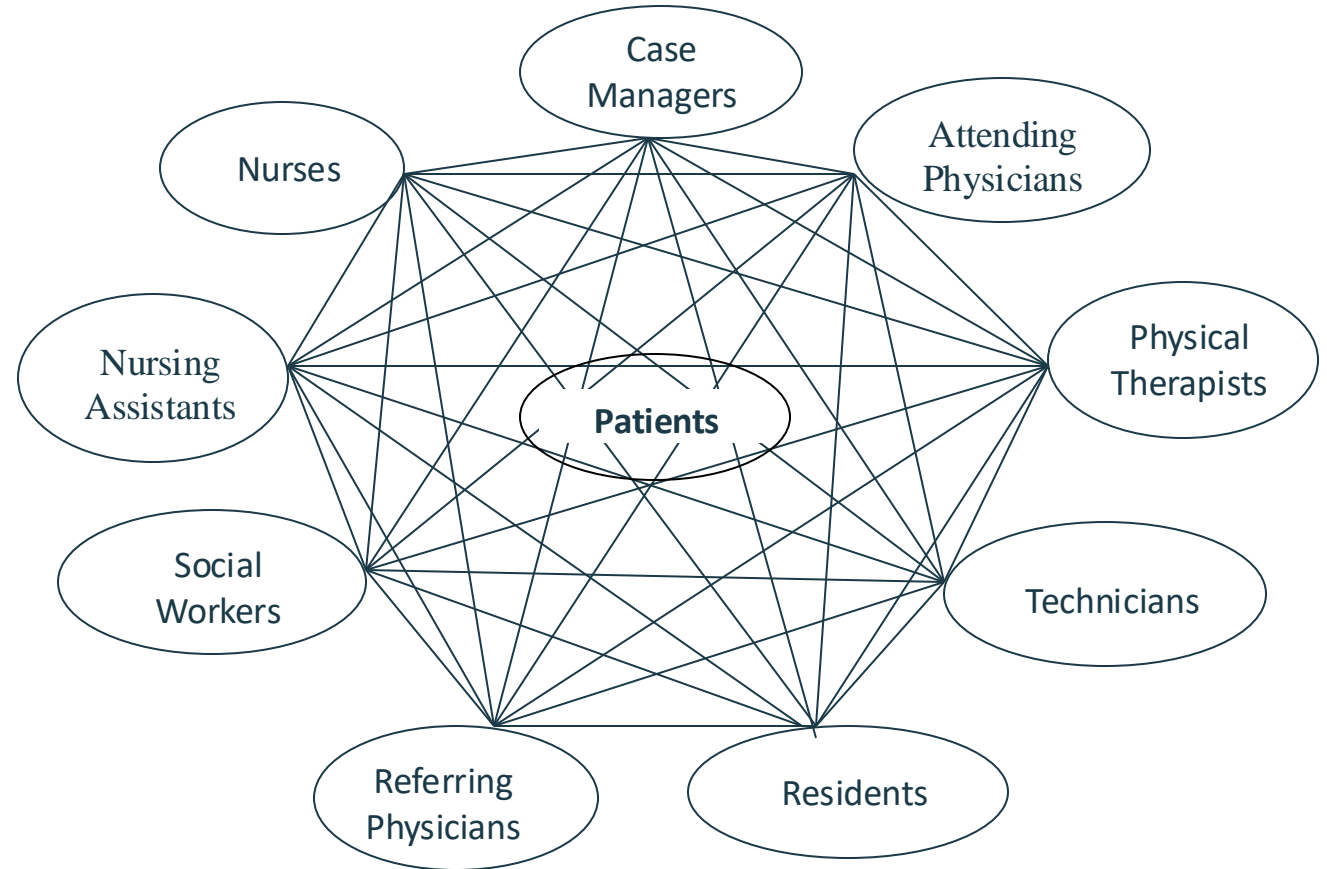 Case
Managers
Attending
Physicians
Nurses
Physical
Therapists
Nursing
Assistants
Patients
Social
Workers
Technicians
Referring
Physicians
Residents